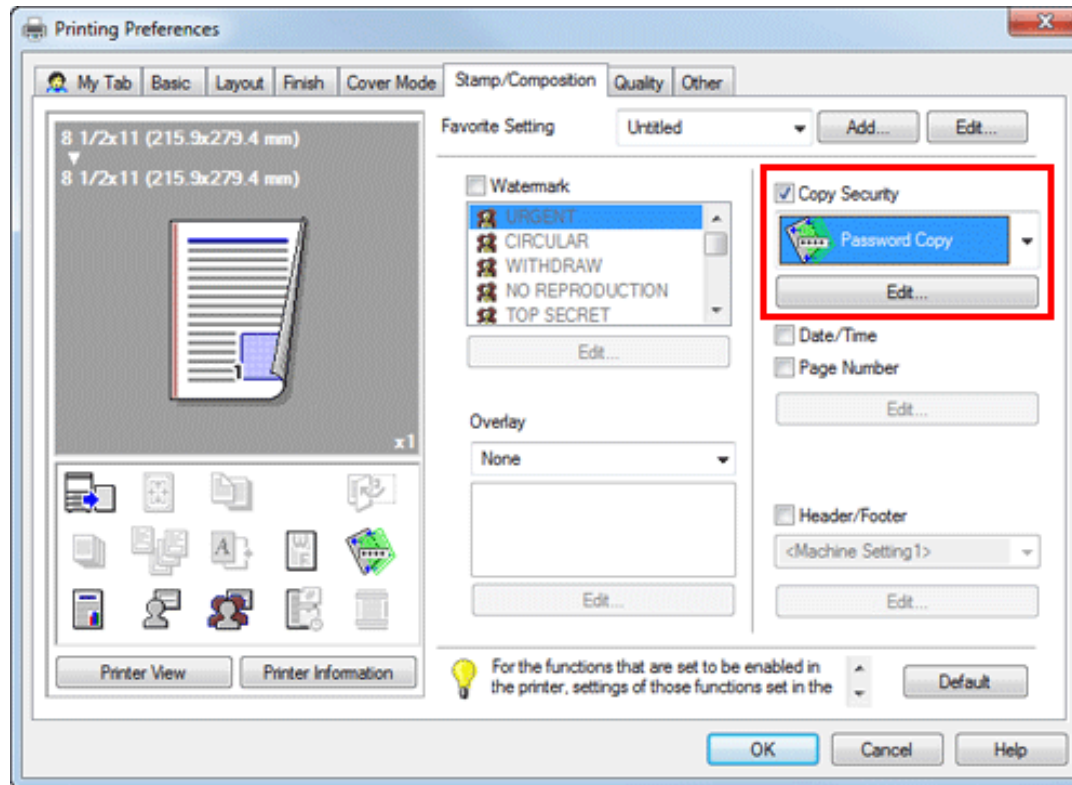 Printing Preferences
My Tab
Basic
Layout
Finish
Cover Mode
Stamp/Composition
Quality
Other
8 1/2x11 (215.9x279.4 mm)
8 1/2x11 (215.9x279.4 mm)
1
x1
Printer View
Printer Information
Favorite Setting
Untitled
Add...
Edit...
Watermark
URGENT
CIRCULAR
WITHDRAW
NO REPRODUCTION
TOP SECRET
Edit...
Overlay
None
Edit...
Copy Security
Password Copy
Edit...
Date/Time
Page Number
Edit...
Header/Footer
<Machine Setting1>
Edit...
For the functions that are set to be enabled in
the printer, settings of those functions set in the
Default
OK
Cancel
Help